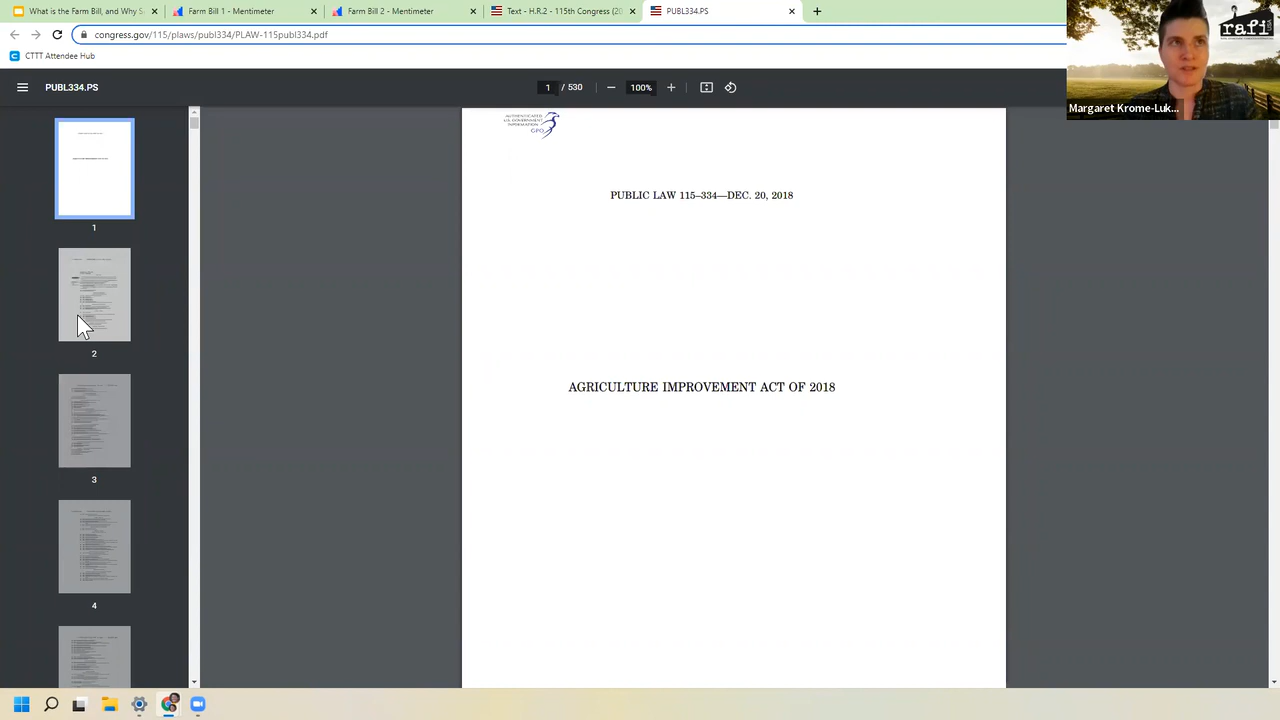 What is the Farm Bill, and Why S
Farm Bill 1 - Mentimeter
Farm Bill 2 - Mentimeter
Text - H.R.2 - 115th Congress (20
PUBL334.PS
congress.gov/115/plaws/publ334/PLAW-115publ334.pdf
CTTT Attendee Hub
PUBL334.PS
1 / 530
100%
rafi
USA
Margaret Krome-Luk...
AUTHENTICATED
U.S. GOVERNMENT
INFORMATION
GPO
PUBLIC LAW 115–334—DEC. 20, 2018
AGRICULTURE IMPROVEMENT ACT OF 2018
1
2
3
4